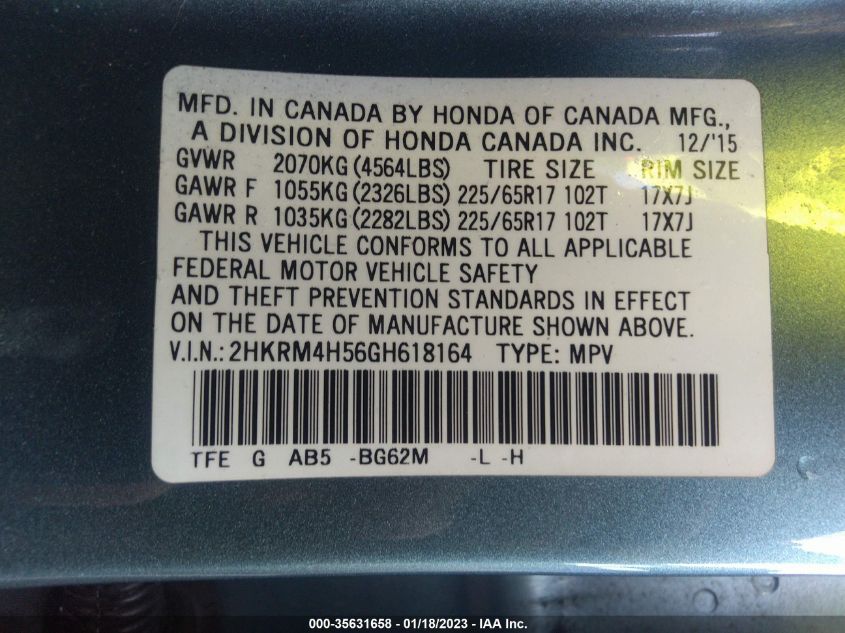 MFD. IN CANADA BY HONDA OF CANADA MFG.,
A DIVISION OF HONDA CANADA INC. 12/'15
GVWR 2070KG(4564LBS) TIRE SIZE RIM SIZE
GAWR F 1055KG(2326LBS) 225/65R17 102T 17X7J
GAWR R 1035KG(2282LBS) 225/65R17 102T 17X7J
THIS VEHICLE CONFORMS TO ALL APPLICABLE
FEDERAL MOTOR VEHICLE SAFETY
AND THEFT PREVENTION STANDARDS IN EFFECT
ON THE DATE OF MANUFACTURE SHOWN ABOVE.
V.I.N.: 2HKRM4H56GH618164 TYPE: MPV
TFE G AB5 -BG62M -L -H
000-35631658 - 01/18/2023 - IAA Inc.